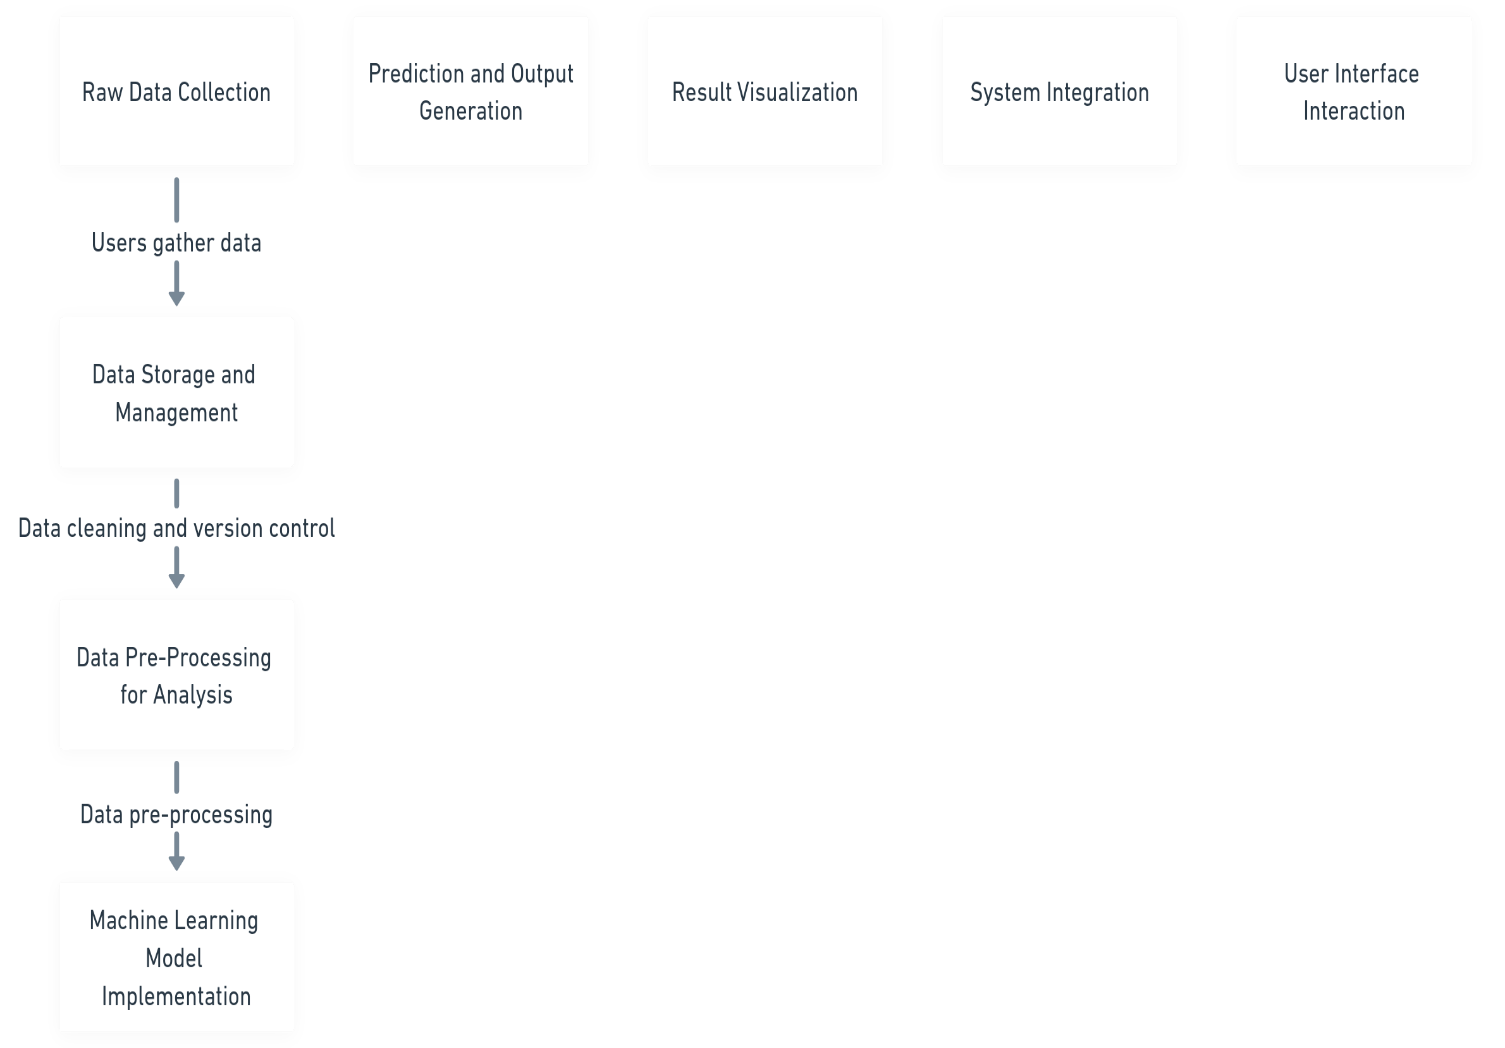 Raw Data Collection
Prediction and Output
Generation
Result Visualization
System Integration
User Interface
Interaction
Users gather data
Data Storage and
Management
Data cleaning and version control
Data Pre-Processing
for Analysis
Data pre-processing
Machine Learning
Model
Implementation